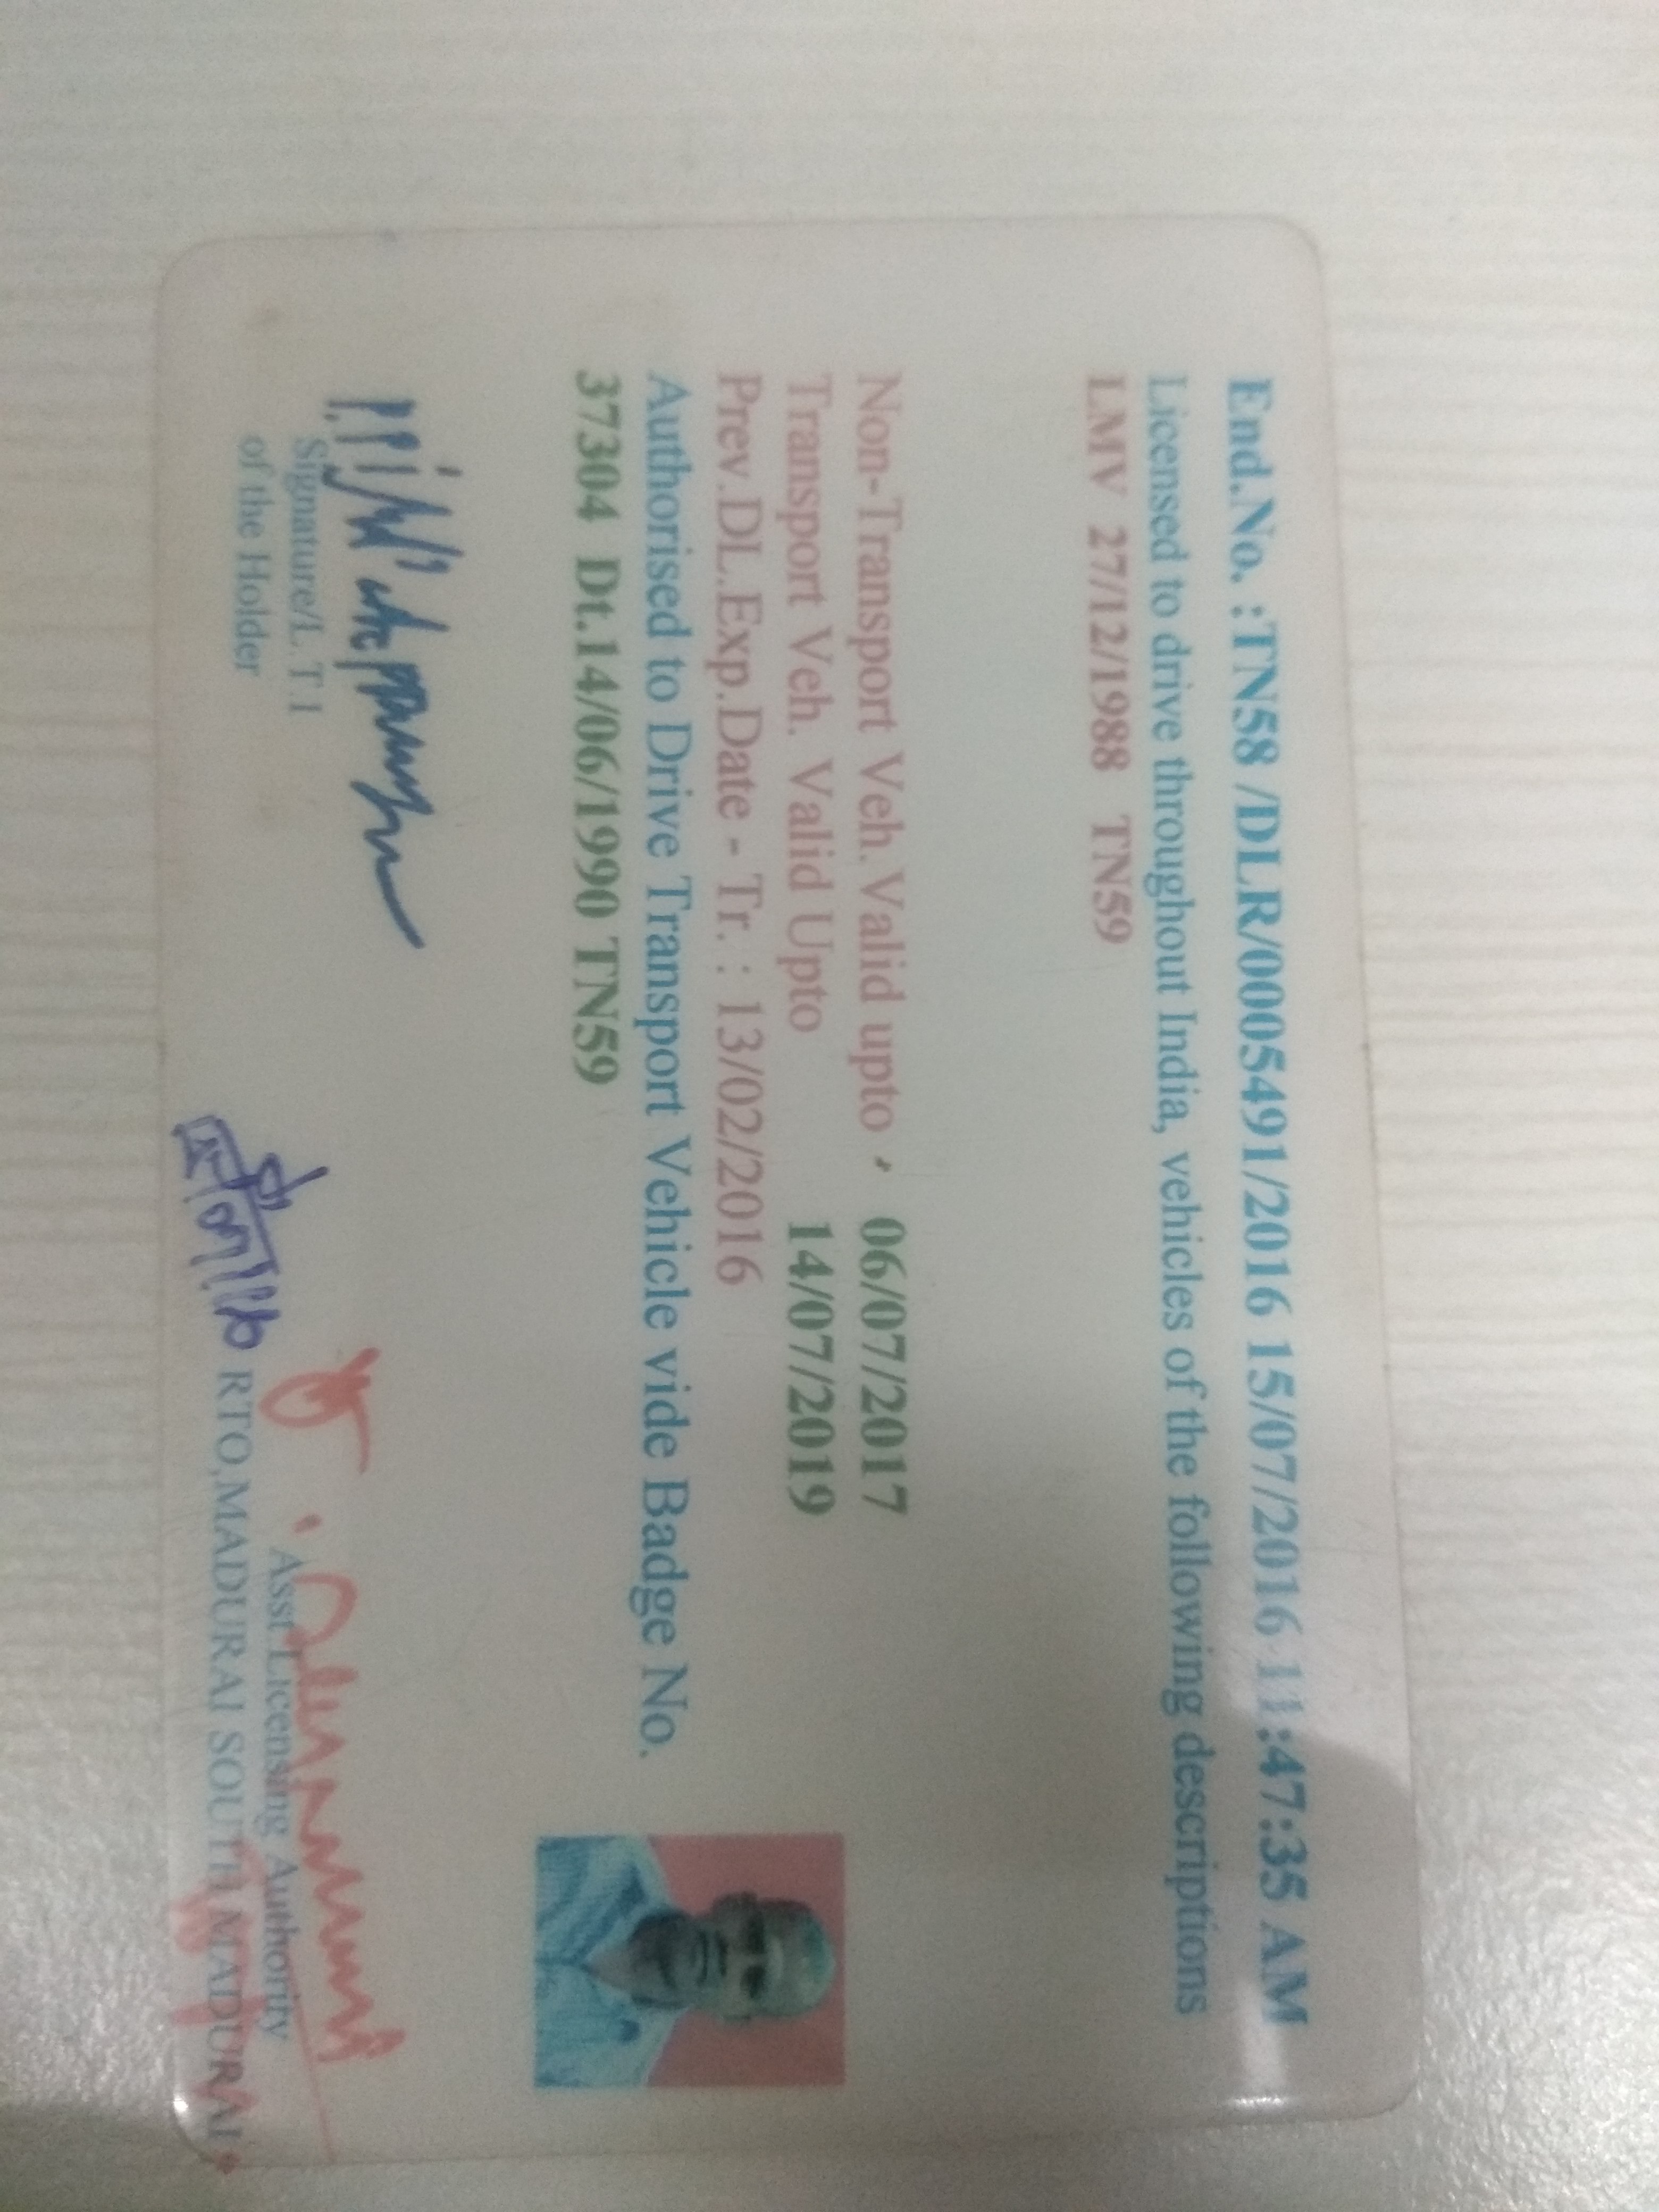 End.No. :TN58 /DLR/0005491/2016 15/07/2016 11:47:35 AM
Licensed to drive throughout India, vehicles of the following descriptions
LMV 27/12/1988 TN59
Non-Transport Veh.Valid upto 06/07/2017
Transport Veh. Valid Upto 14/07/2019
Prev.DL.Exp.Date - Tr. : 13/02/2016
Authorised to Drive Transport Vehicle vide Badge No.
37304 Dt.14/06/1990 TN59
Signature/L.T.I
of the Holder
Asst Licensing Authority
RTO,MADURAI SOUTH MADURAI